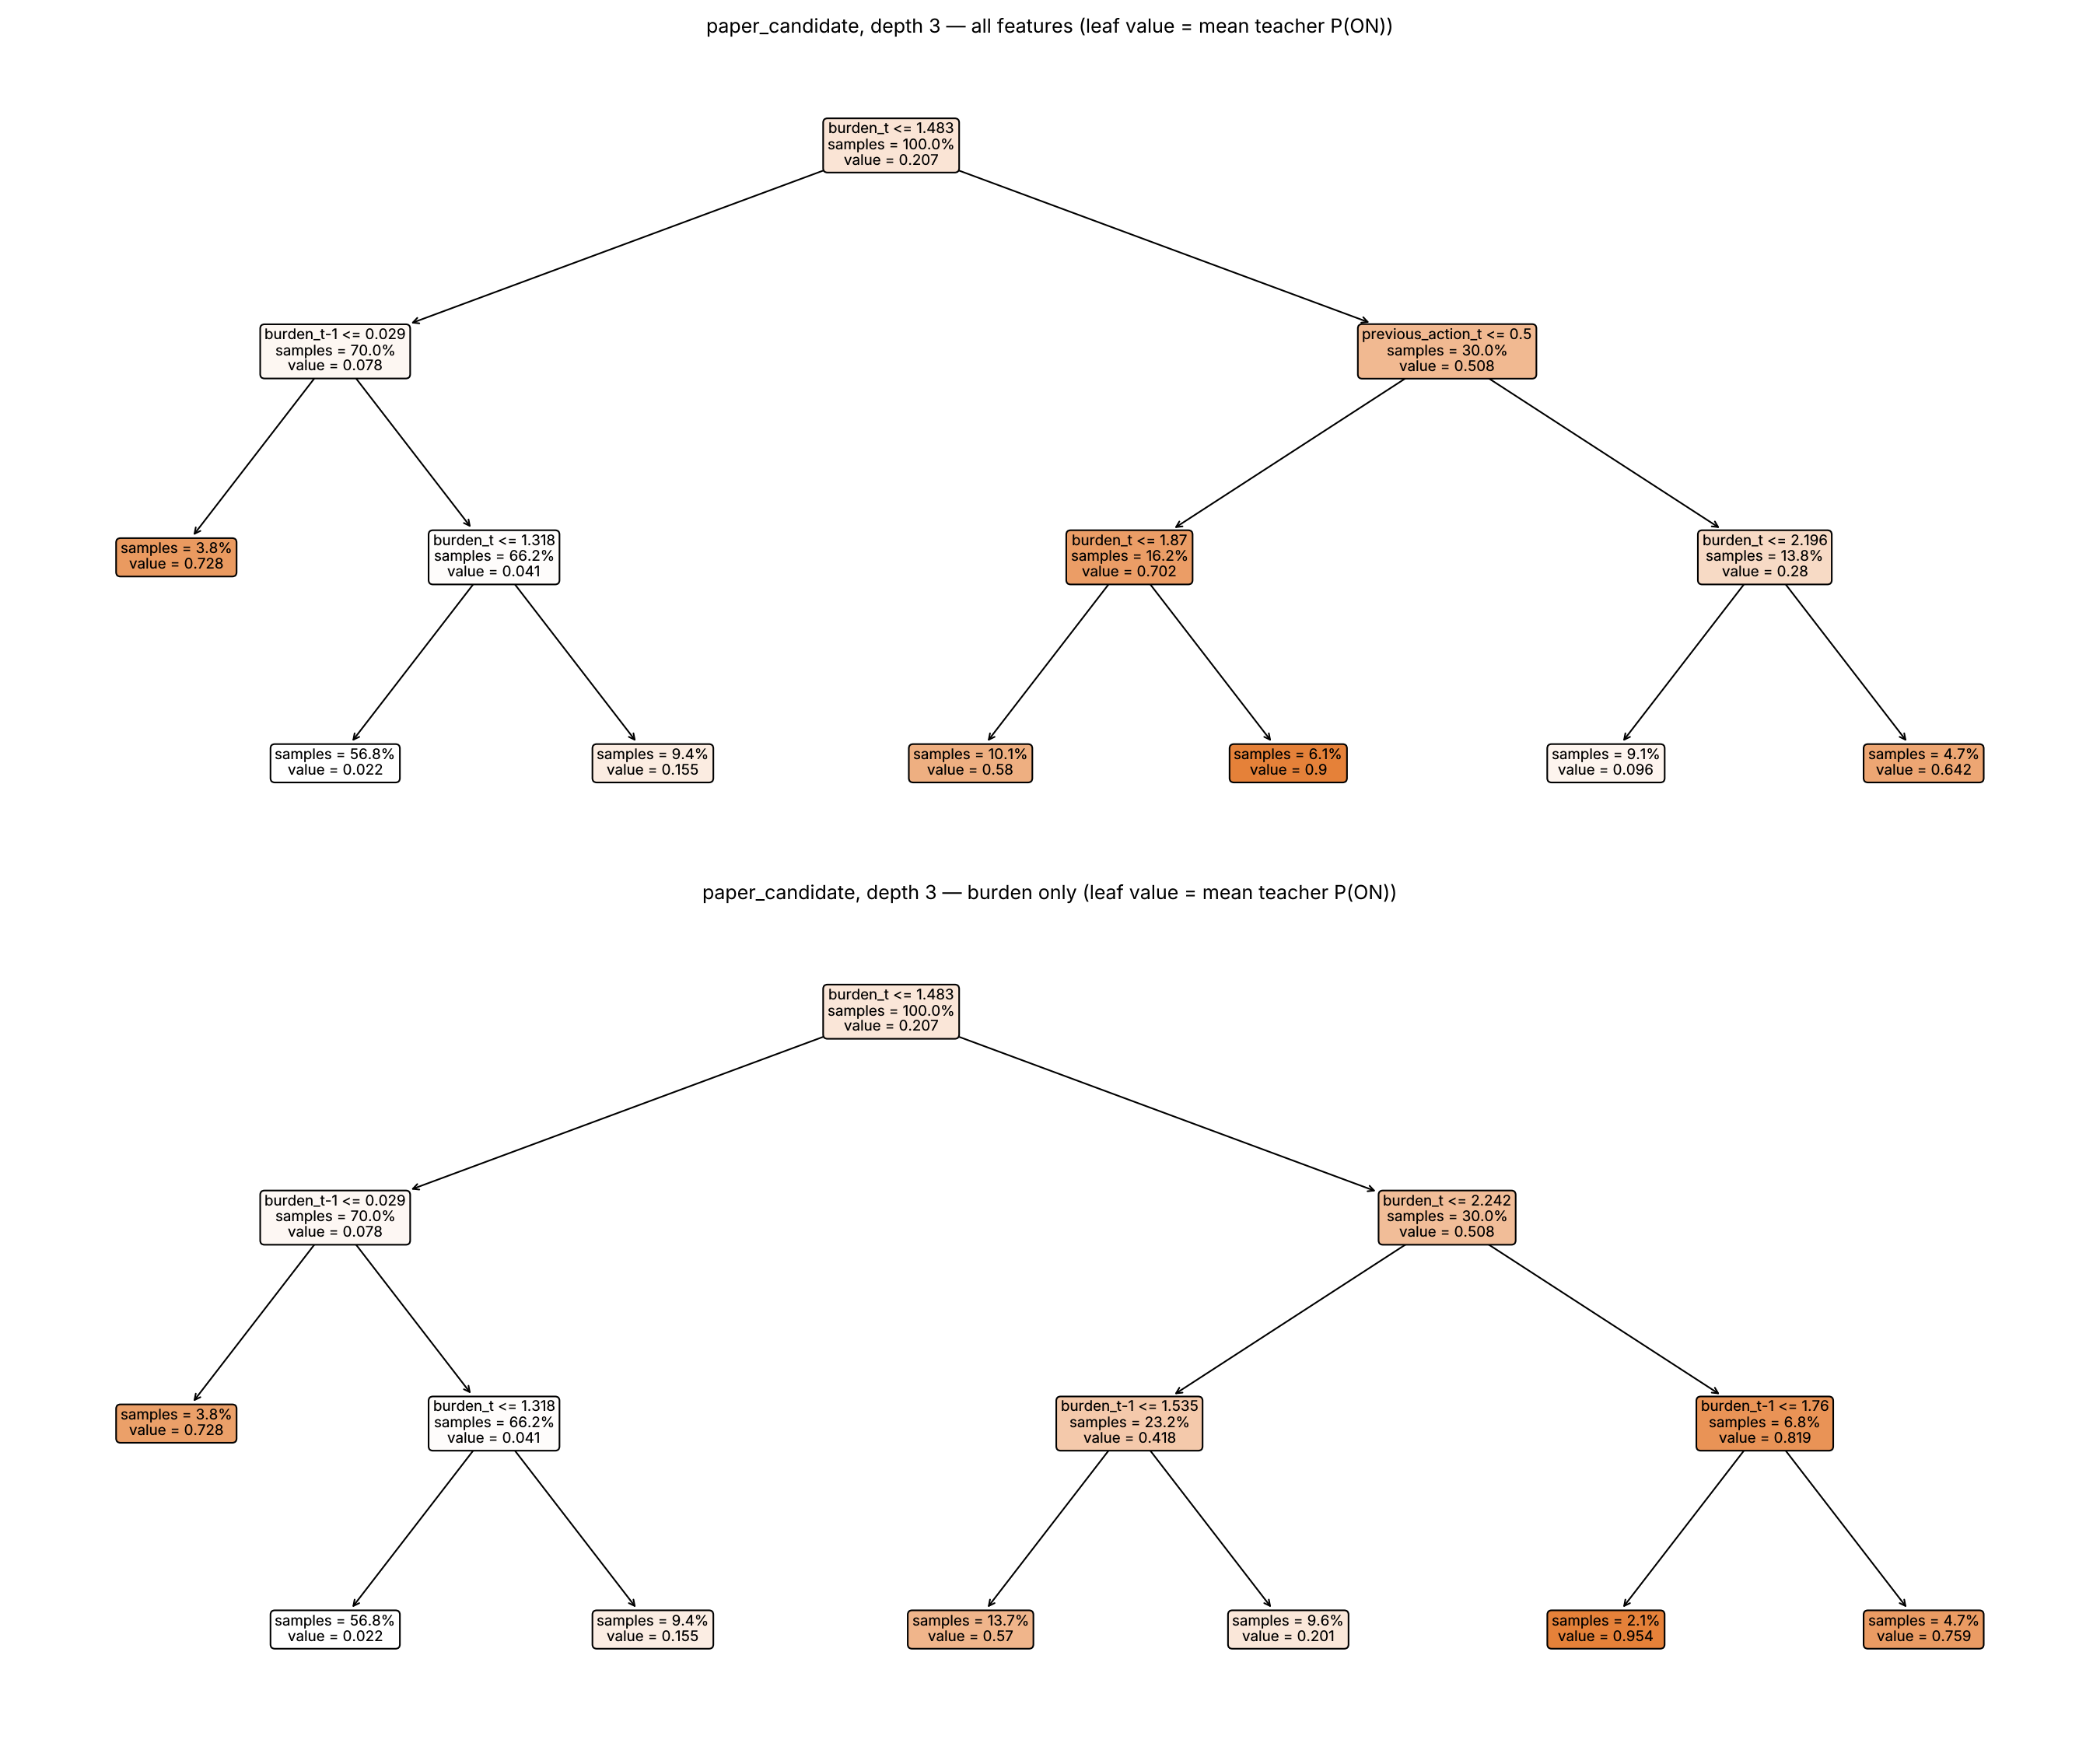 paper_candidate, depth 3 — all features (leaf value = mean teacher P(ON))
burden_t <= 1.483
samples = 100.0%
value = 0.207
burden_t-1 <= 0.029
samples = 70.0%
value = 0.078
previous_action_t <= 0.5
samples = 30.0%
value = 0.508
samples = 3.8%
value = 0.728
burden_t <= 1.318
samples = 66.2%
value = 0.041
burden_t <= 1.87
samples = 16.2%
value = 0.702
burden_t <= 2.196
samples = 13.8%
value = 0.28
samples = 56.8%
value = 0.022
samples = 9.4%
value = 0.155
samples = 10.1%
value = 0.58
samples = 6.1%
value = 0.9
samples = 9.1%
value = 0.096
samples = 4.7%
value = 0.642
paper_candidate, depth 3 — burden only (leaf value = mean teacher P(ON))
burden_t <= 1.483
samples = 100.0%
value = 0.207
burden_t-1 <= 0.029
samples = 70.0%
value = 0.078
burden_t <= 2.242
samples = 30.0%
value = 0.508
samples = 3.8%
value = 0.728
burden_t <= 1.318
samples = 66.2%
value = 0.041
burden_t-1 <= 1.535
samples = 23.2%
value = 0.418
burden_t-1 <= 1.76
samples = 6.8%
value = 0.819
samples = 56.8%
value = 0.022
samples = 9.4%
value = 0.155
samples = 13.7%
value = 0.57
samples = 9.6%
value = 0.201
samples = 2.1%
value = 0.954
samples = 4.7%
value = 0.759